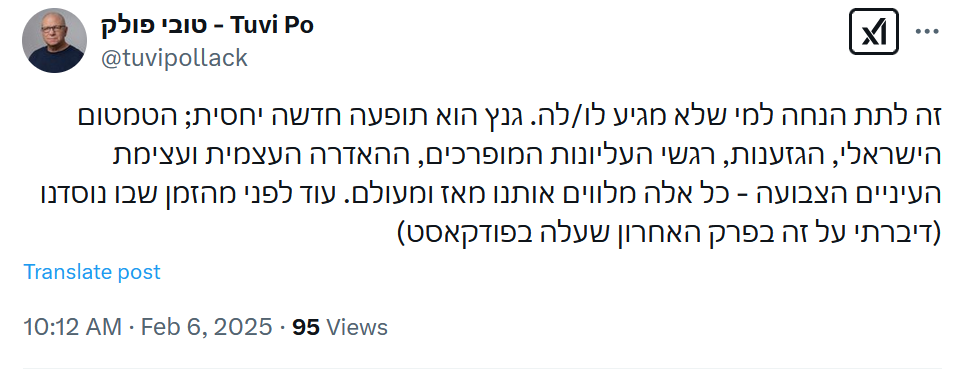 טובי פולק - Tuvi Po
@tuvipollack
זה לתת הנחה למי שלא מגיע לו/לה. גנץ הוא תופעה חדשה יחסית; הטמטום
הישראלי, הגזענות, רגשי העליונות המופרכים, ההאדרה העצמית ועצימת
העיניים הצבועה - כל אלה מלווים אותנו מאז ומעולם. עוד לפני מהזמן שבו נוסדנו
(דיברתי על זה בפרק האחרון שעלה בפודקאסט)
Translate post
10:12 AM · Feb 6, 2025 · 95 Views